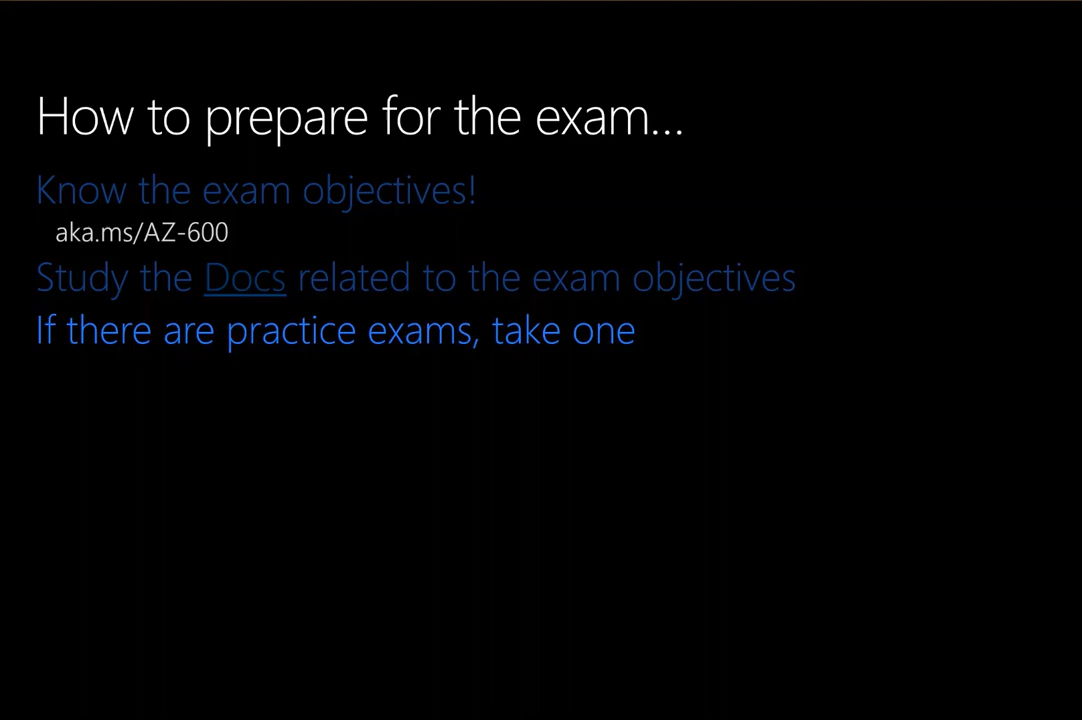 How to prepare for the exam...
Know the exam objectives!
aka.ms/AZ-600
Study the Docs related to the exam objectives
If there are practice exams, take one